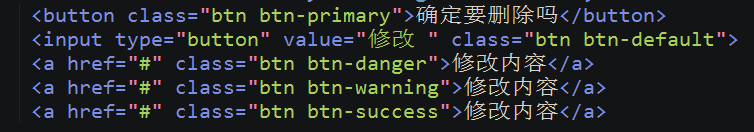 <button class="btn btn-primary">确定要删除吗</button>
<input type="button" value="修改 " class="btn btn-default">
<a href="#" class="btn btn-danger">修改内容</a>
<a href="#" class="btn btn-warning">修改内容</a>
<a href="#" class="btn btn-success">修改内容</a>